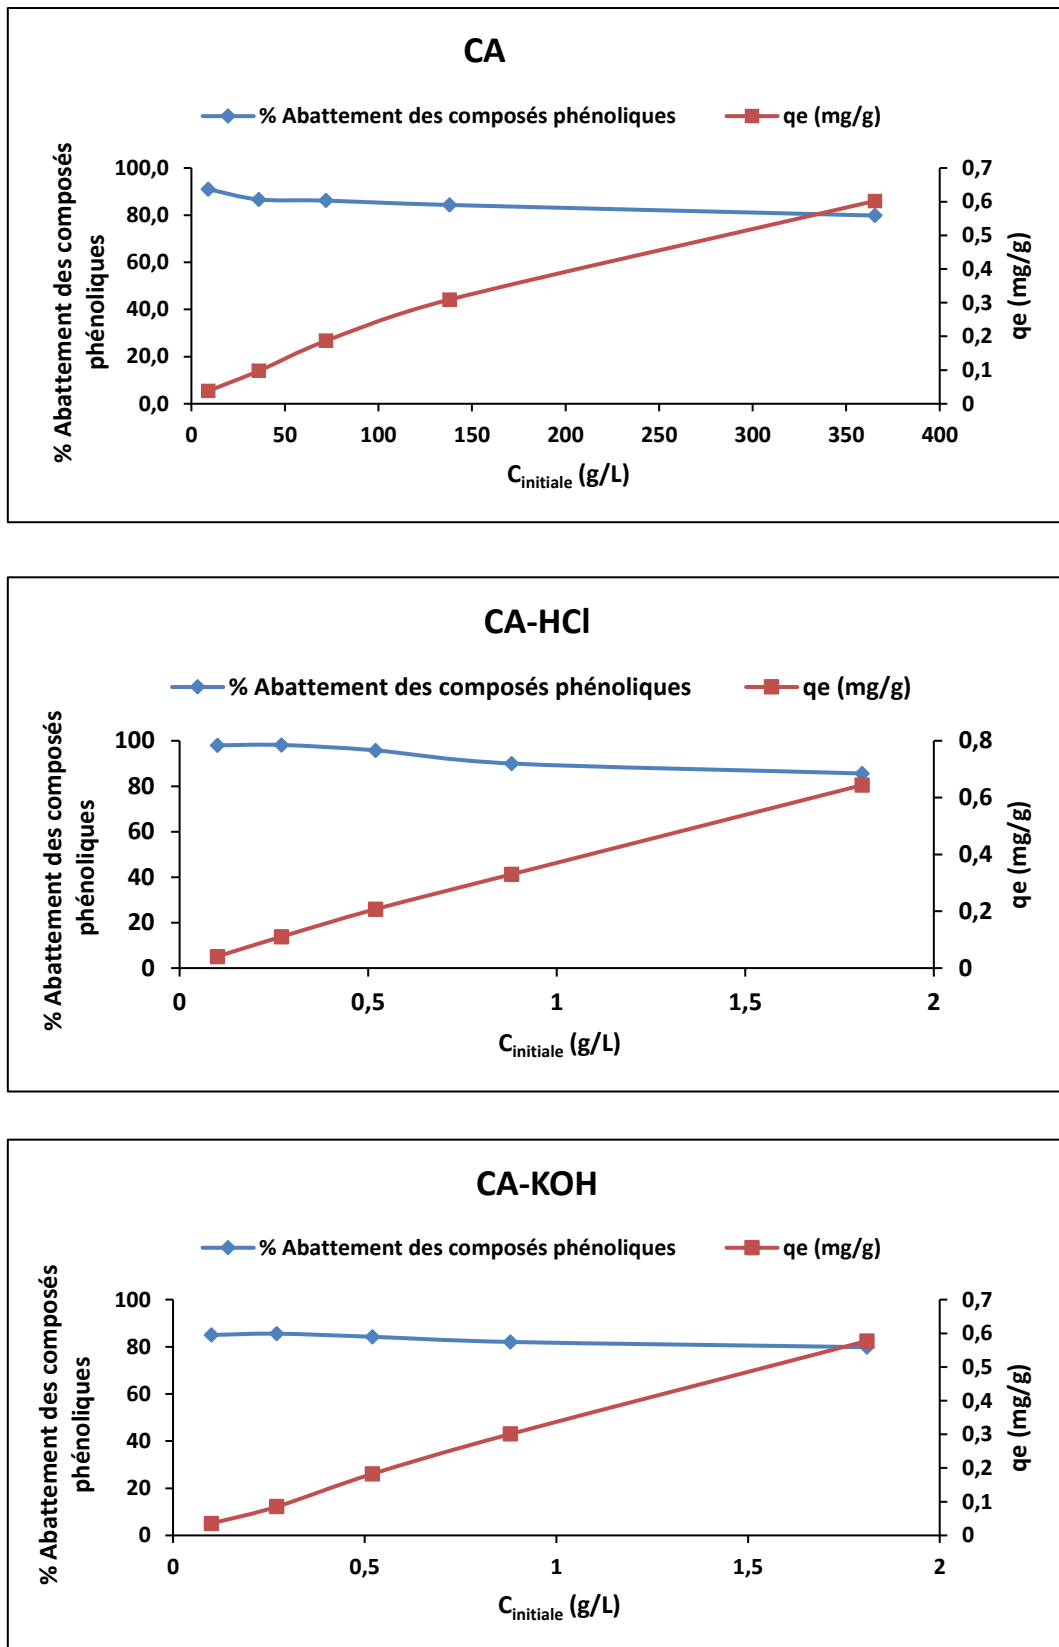 CA
% Abattement des composés phénoliques
qe (mg/g)
% Abattement des composés
phénoliques
100,0
80,0
60,0
40,0
20,0
0,0
0,7
0,6
0,5
0,4
0,3
0,2
0,1
0
qe (mg/g)
0 50 100 150 200 250 300 350 400
Cinitiale (g/L)
CA-HCl
% Abattement des composés phénoliques
qe (mg/g)
% Abattement des composés
phénoliques
100
80
60
40
20
0
0,8
0,6
0,4
0,2
0
qe (mg/g)
0 0,5 1 1,5 2
Cinitiale (g/L)
CA-KOH
% Abattement des composés phénoliques
qe (mg/g)
% Abattement des composés
phénoliques
100
80
60
40
20
0
0,7
0,6
0,5
0,4
0,3
0,2
0,1
0
qe (mg/g)
0 0,5 1 1,5 2
Cinitiale (g/L)